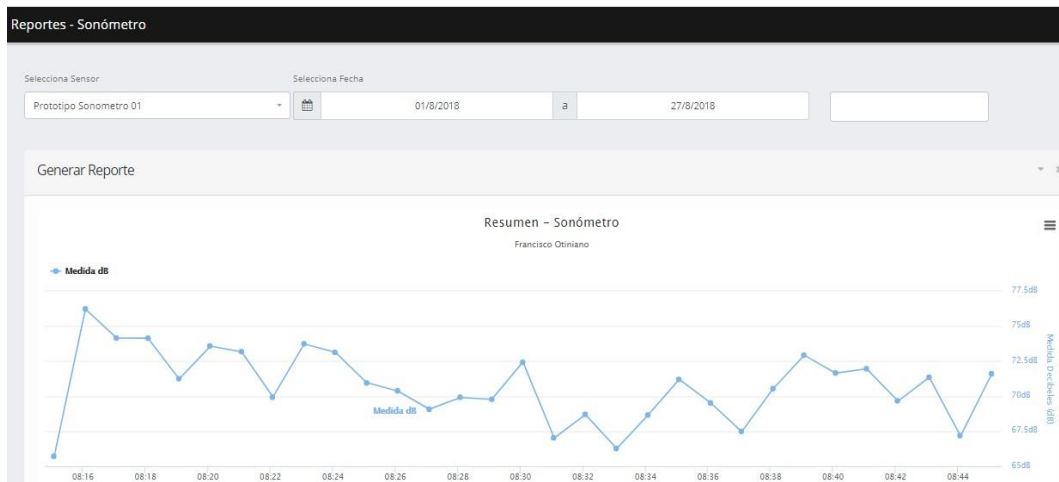 Reportes - Sonómetro
Selecciona Sensor
Selecciona Fecha
Prototipo Sonometro 01
01/8/2018
a
27/8/2018
Generar Reporte
Resumen – Sonómetro
Francisco Otiniano
Medida dB
77.5dB
75dB
72.5dB
70dB
67.5dB
65dB
Medida Decibeles (dB)
Medida dB
08:16 08:18 08:20 08:22 08:24 08:26 08:28 08:30 08:32 08:34 08:36 08:38 08:40 08:42 08:44